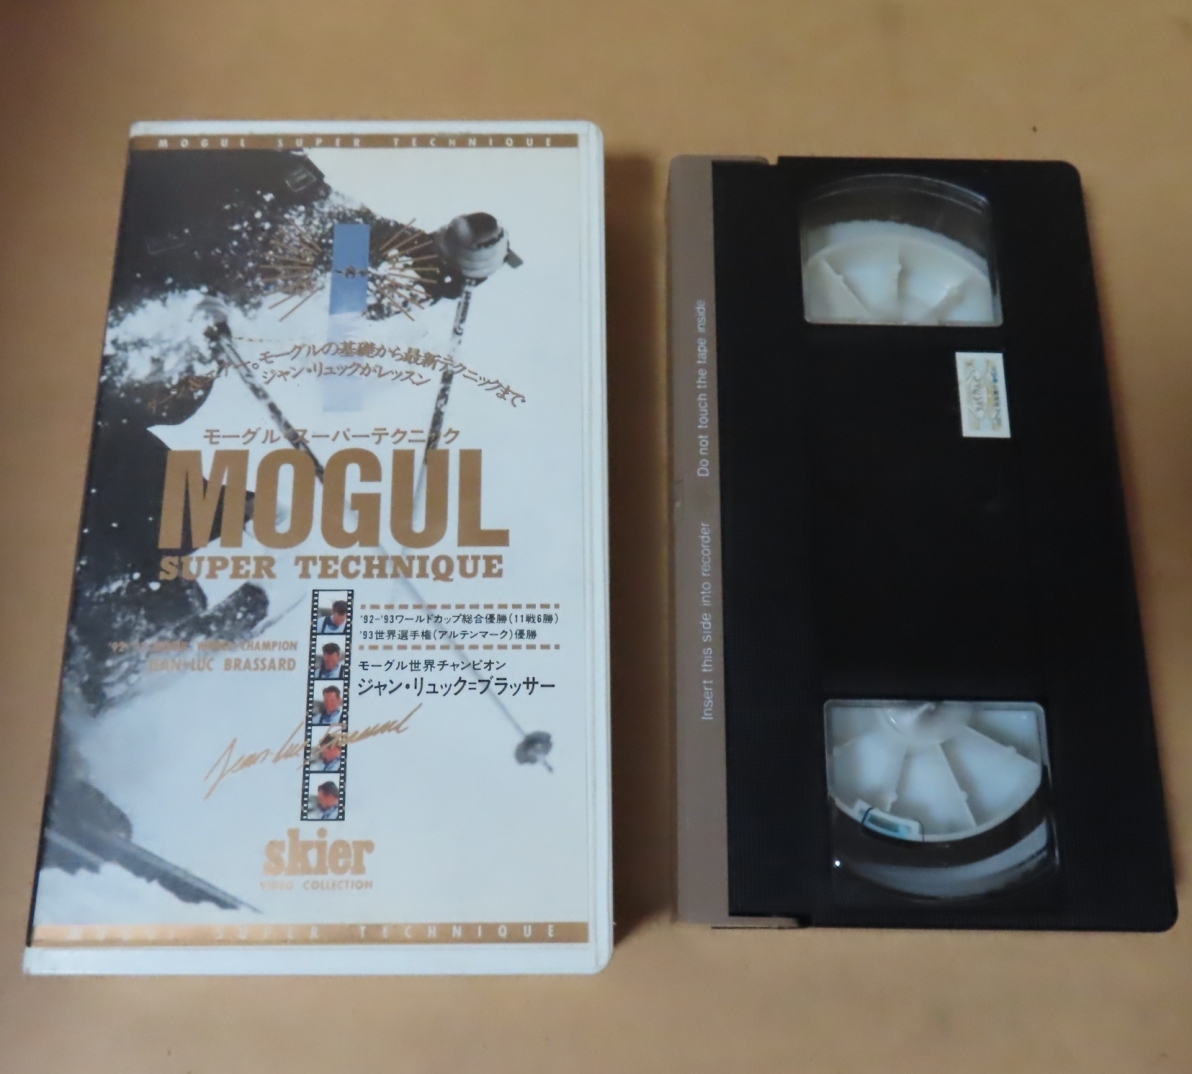 MOGUL SUPER TECHNIQUE
モーグルの基礎から最新テクニックまで
ジャン・リュックがレッスン
モーグル・スーパーテクニック
MOGUL
SUPER TECHNIQUE
'92-'93ワールドカップ総合優勝(11戦6勝)
'93世界選手権(アルテンマーク)優勝
CHAMPION
JEAN-LUC BRASSARD
モーグル世界チャンピオン
ジャン・リュック=ブラッサー
Jean-Luc Brassard
skier
VIDEO COLLECTION
MOGUL SUPER TECHNIQUE
Insert this side into recorder Do not touch the tape inside